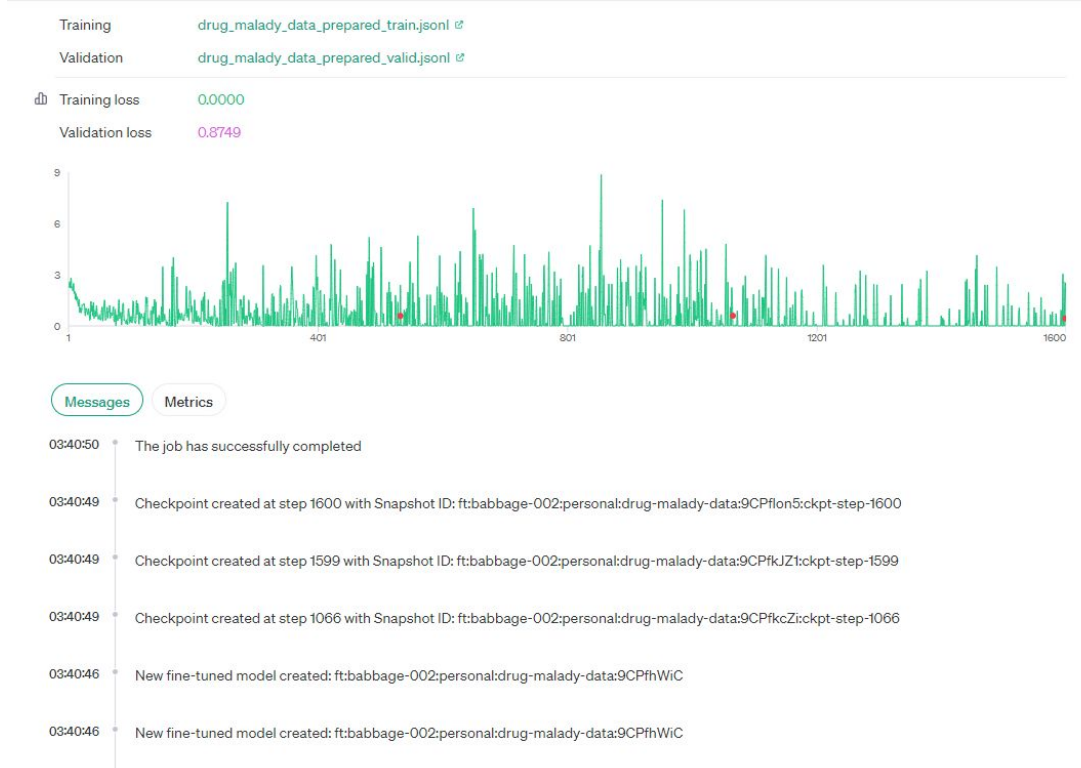 Training drug_malady_data_prepared_train.jsonl
Validation drug_malady_data_prepared_valid.jsonl
Training loss 0.0000
Validation loss 0.8749
9
6
3
0
1 401 801 1201 1600
Messages Metrics
03:40:50 The job has successfully completed
03:40:49 Checkpoint created at step 1600 with Snapshot ID: ft:babbage-002:personal:drug-malady-data:9CPflon5:ckpt-step-1600
03:40:49 Checkpoint created at step 1599 with Snapshot ID: ft:babbage-002:personal:drug-malady-data:9CPfkJZ1:ckpt-step-1599
03:40:49 Checkpoint created at step 1066 with Snapshot ID: ft:babbage-002:personal:drug-malady-data:9CPfkcZi:ckpt-step-1066
03:40:46 New fine-tuned model created: ft:babbage-002:personal:drug-malady-data:9CPfhWiC
03:40:46 New fine-tuned model created: ft:babbage-002:personal:drug-malady-data:9CPfhWiC